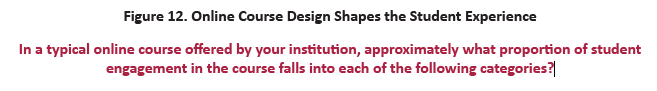 Figure 12. Online Course Design Shapes the Student Experience
In a typical online course offered by your institution, approximately what proportion of student
engagement in the course falls into each of the following categories?